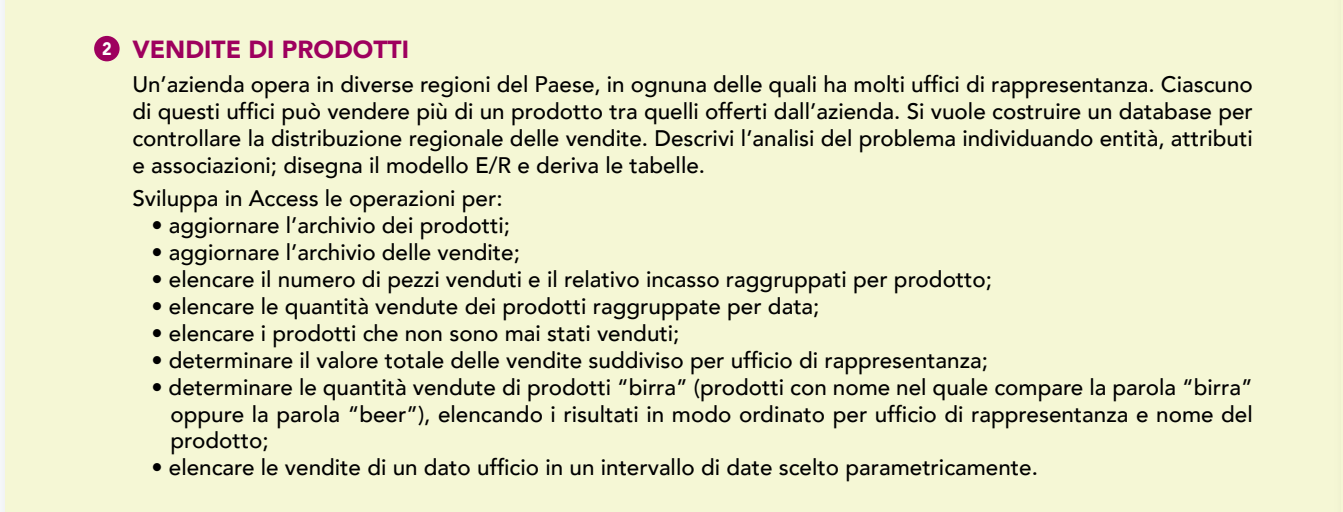 2 VENDITE DI PRODOTTI
Un’azienda opera in diverse regioni del Paese, in ognuna delle quali ha molti uffici di rappresentanza. Ciascuno
di questi uffici può vendere più di un prodotto tra quelli offerti dall’azienda. Si vuole costruire un database per
controllare la distribuzione regionale delle vendite. Descrivi l’analisi del problema individuando entità, attributi
e associazioni; disegna il modello E/R e deriva le tabelle.
Sviluppa in Access le operazioni per:
• aggiornare l’archivio dei prodotti;
• aggiornare l’archivio delle vendite;
• elencare il numero di pezzi venduti e il relativo incasso raggruppati per prodotto;
• elencare le quantità vendute dei prodotti raggruppate per data;
• elencare i prodotti che non sono mai stati venduti;
• determinare il valore totale delle vendite suddiviso per ufficio di rappresentanza;
• determinare le quantità vendute di prodotti “birra” (prodotti con nome nel quale compare la parola “birra”
oppure la parola “beer”), elencando i risultati in modo ordinato per ufficio di rappresentanza e nome del
prodotto;
• elencare le vendite di un dato ufficio in un intervallo di date scelto parametricamente.